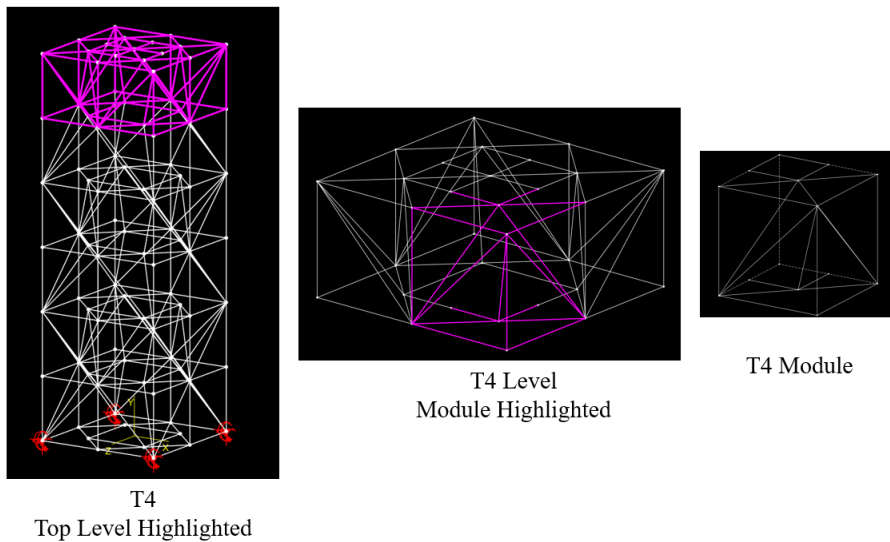 Y
Z
X
T4
Top Level Highlighted
T4 Level
Module Highlighted
T4 Module